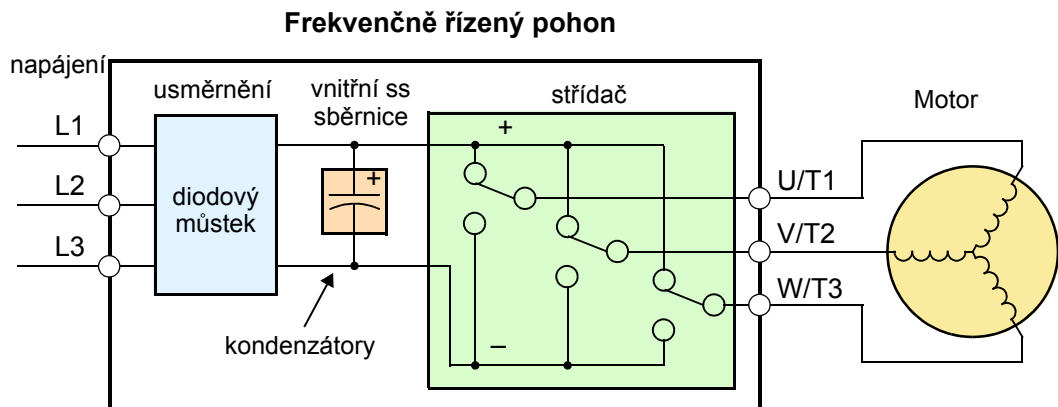 Frekvenčně řízený pohon
napájení
usměrnění
vnitřní ss
sběrnice
střídač
Motor
L1
L2
L3
diodový
můstek
+
+
–
kondenzátory
U/T1
V/T2
W/T3